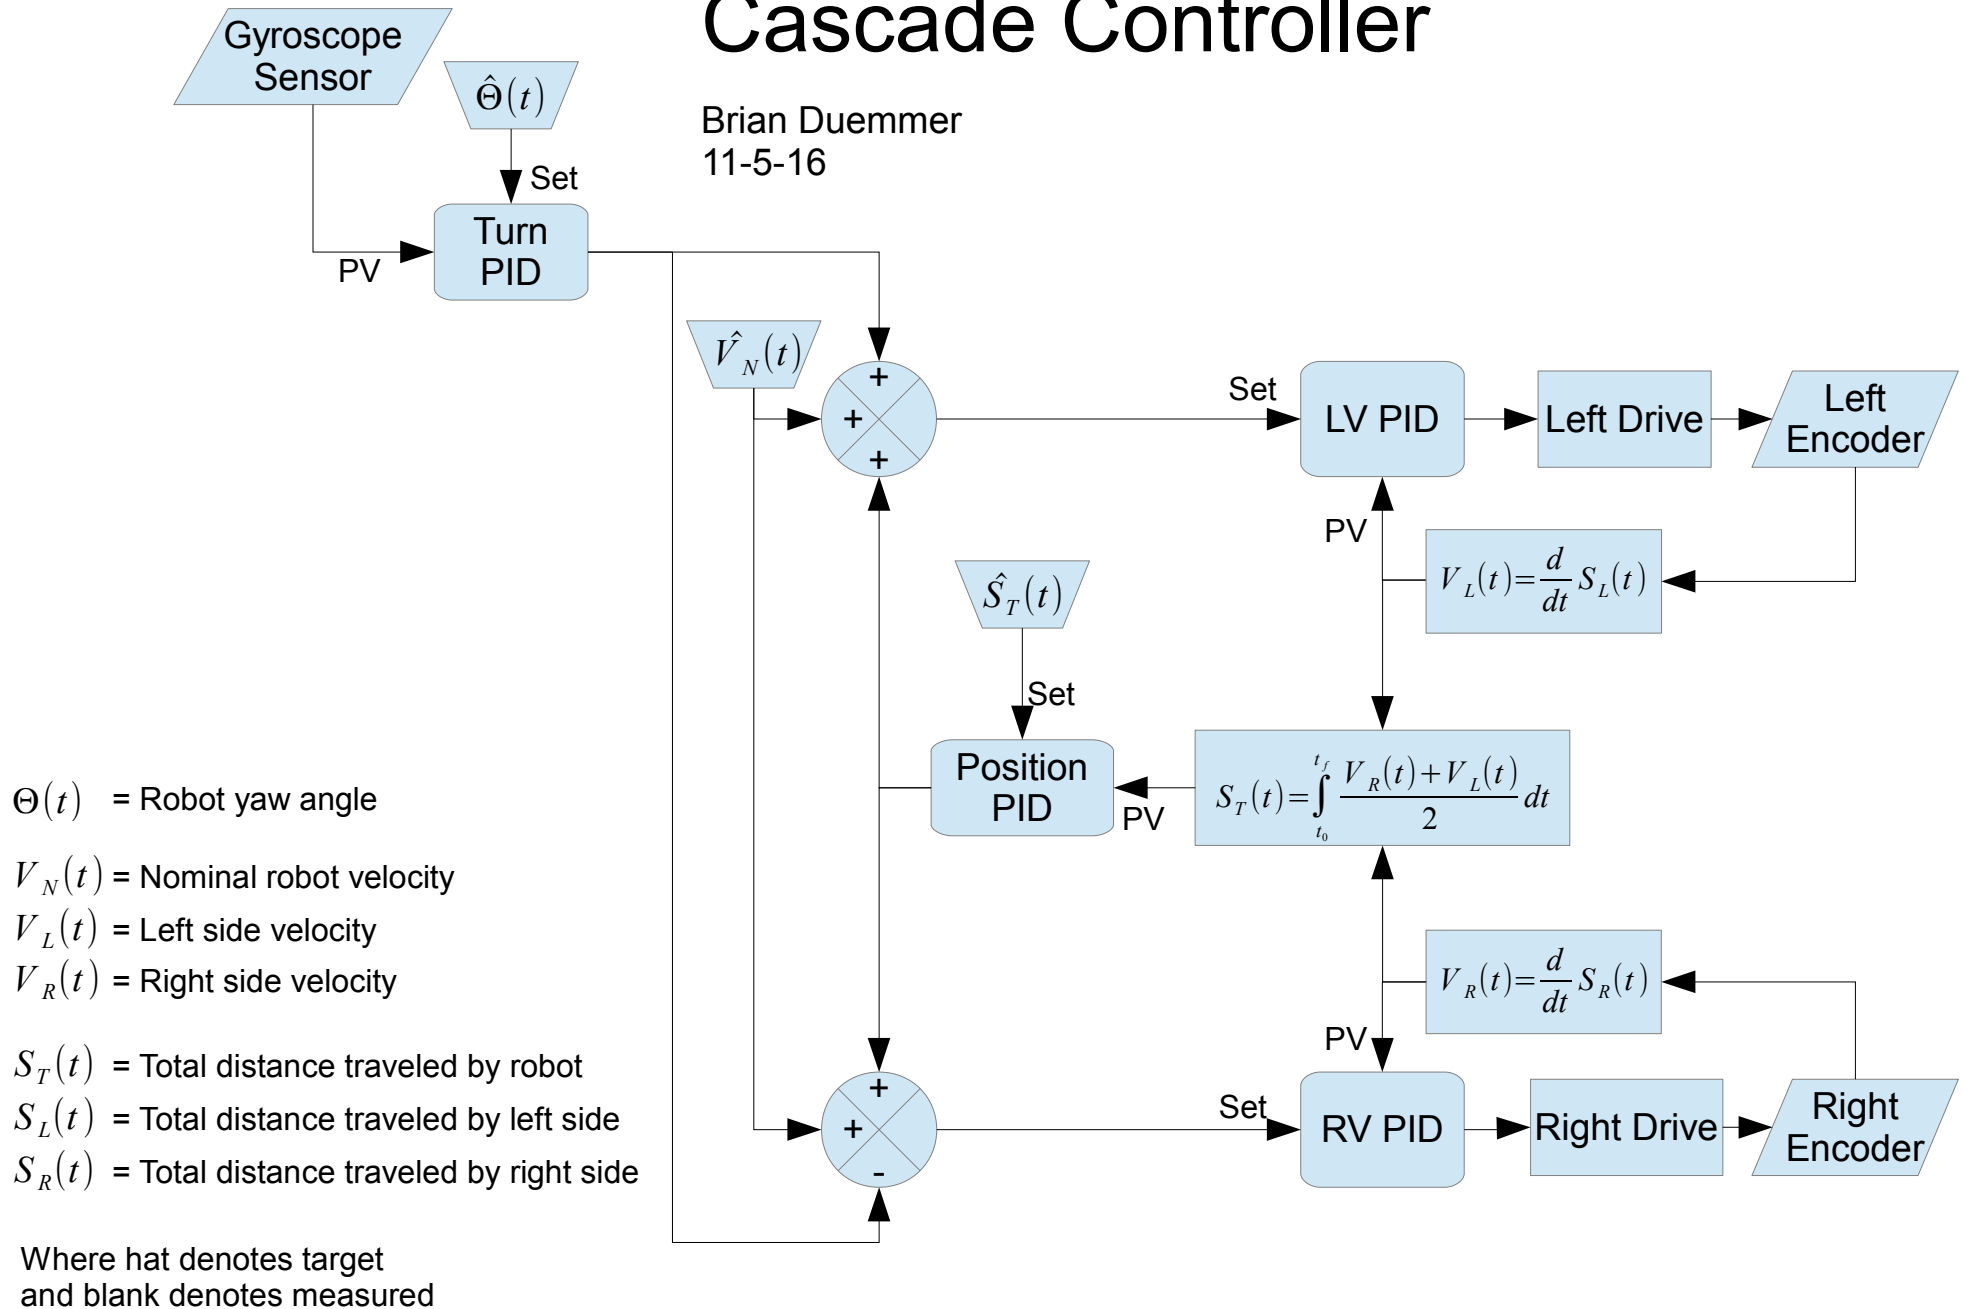 Cascade Controller
Brian Duemmer
11-5-16
Gyroscope
Sensor
Θ̂(t)
Set
PV
Turn
PID
V̂_N(t)
+
+
+
Set
LV PID
Left Drive
Left
Encoder
PV
V_L(t)=d/dt S_L(t)
Ŝ_T(t)
Set
Position
PID
PV
S_T(t)=∫_{t_0}^{t_f} (V_R(t)+V_L(t))/2 dt
V_R(t)=d/dt S_R(t)
PV
+
+
-
Set
RV PID
Right Drive
Right
Encoder
Θ(t) = Robot yaw angle
V_N(t) = Nominal robot velocity
V_L(t) = Left side velocity
V_R(t) = Right side velocity
S_T(t) = Total distance traveled by robot
S_L(t) = Total distance traveled by left side
S_R(t) = Total distance traveled by right side
Where hat denotes target
and blank denotes measured